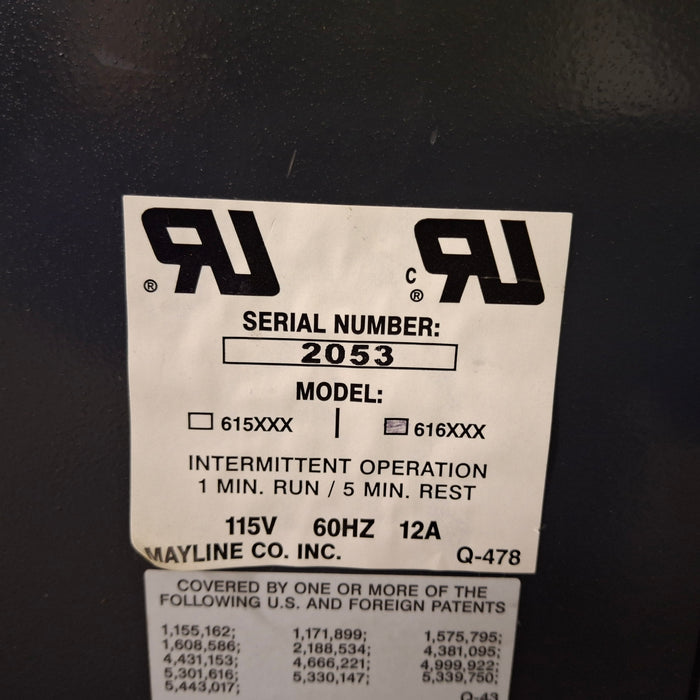 C
SERIAL NUMBER:
2053
MODEL:
615XXX 616XXX
INTERMITTENT OPERATION
1 MIN. RUN / 5 MIN. REST
115V 60HZ 12A
MAYLINE CO. INC. Q-478
COVERED BY ONE OR MORE OF THE
FOLLOWING U.S. AND FOREIGN PATENTS
1,155,162; 1,171,899; 1,575,795;
1,608,586; 2,188,534; 4,381,095;
4,431,153; 4,666,221; 4,999,922;
5,301,616; 5,330,147; 5,339,750;
5,443,017;
Q-43